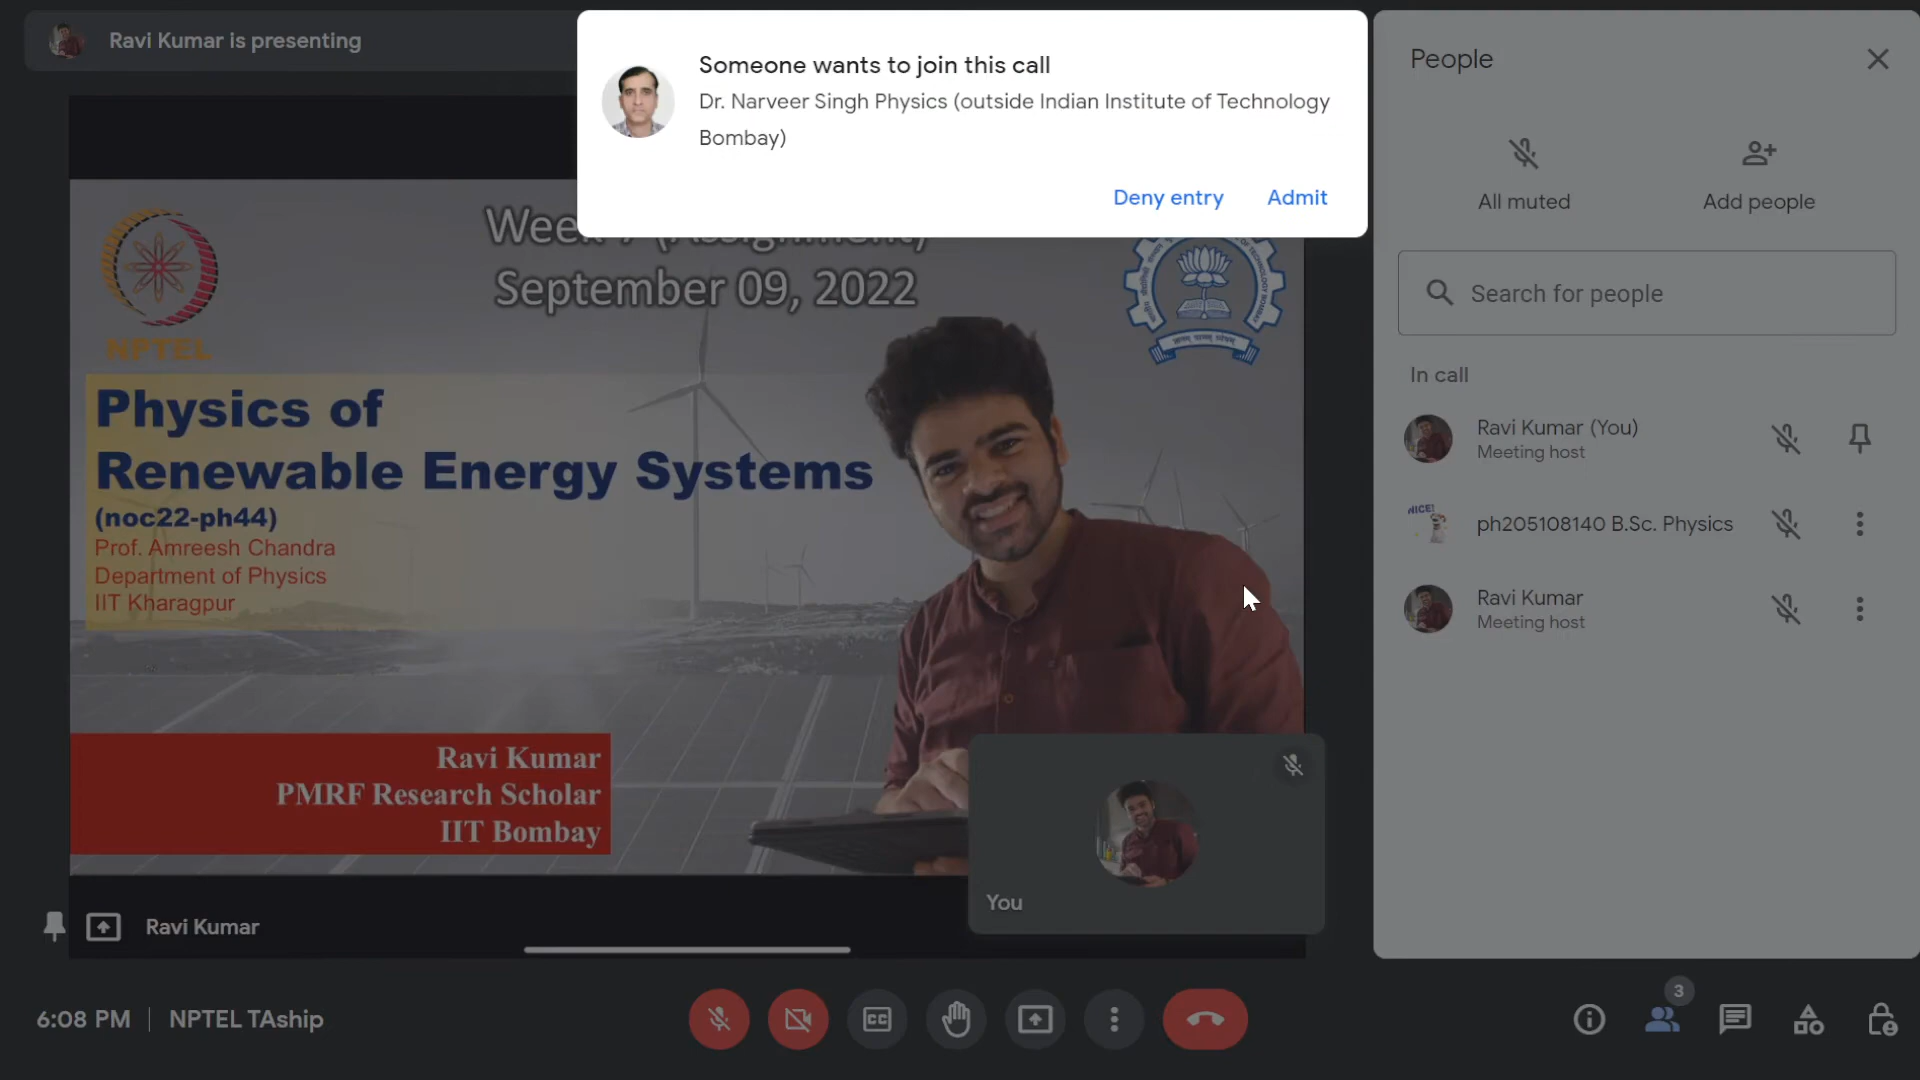 Ravi Kumar is presenting
Someone wants to join this call
Dr. Narveer Singh Physics (outside Indian Institute of Technology
Bombay)
Deny entry
Admit
People
All muted
Add people
Search for people
In call
Ravi Kumar (You)
Meeting host
NICE!
ph205108140 B.Sc. Physics
Ravi Kumar
Meeting host
September 09, 2022
NPTEL
Physics of
Renewable Energy Systems
(noc22-ph44)
Prof. Amreesh Chandra
Department of Physics
IIT Kharagpur
Ravi Kumar
PMRF Research Scholar
IIT Bombay
You
Ravi Kumar
6:08 PM
NPTEL TAship
CC
3